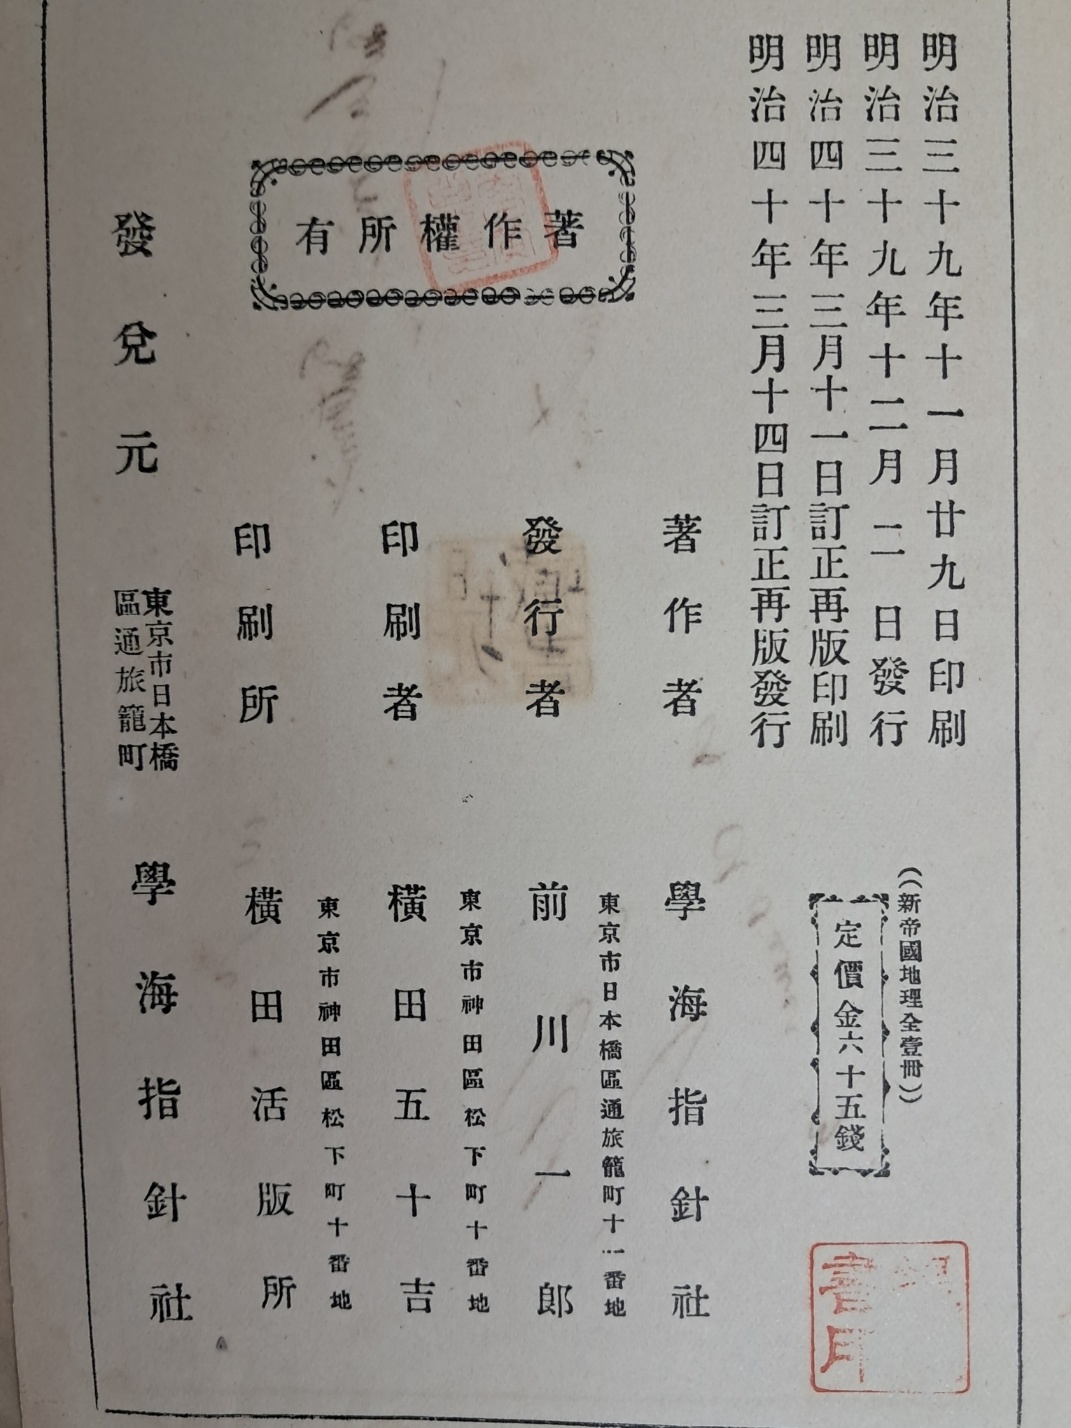 明治三十九年十一月廿九日印刷
明治三十九年十二月二日發行
明治四十年三月十一日訂正再版印刷
明治四十年三月十四日訂正再版發行
((新帝國地理全壹冊))
定價金六十五錢
著作權所有
著作者 學海指針社
東京市日本橋區通旅籠町十一番地
發行者 前川一郎
東京市神田區松下町十番地
印刷者 橫田五十吉
東京市神田區松下町十番地
印刷所 橫田活版所
發兌元 東京市日本橋
區通旅籠町
學海指針社